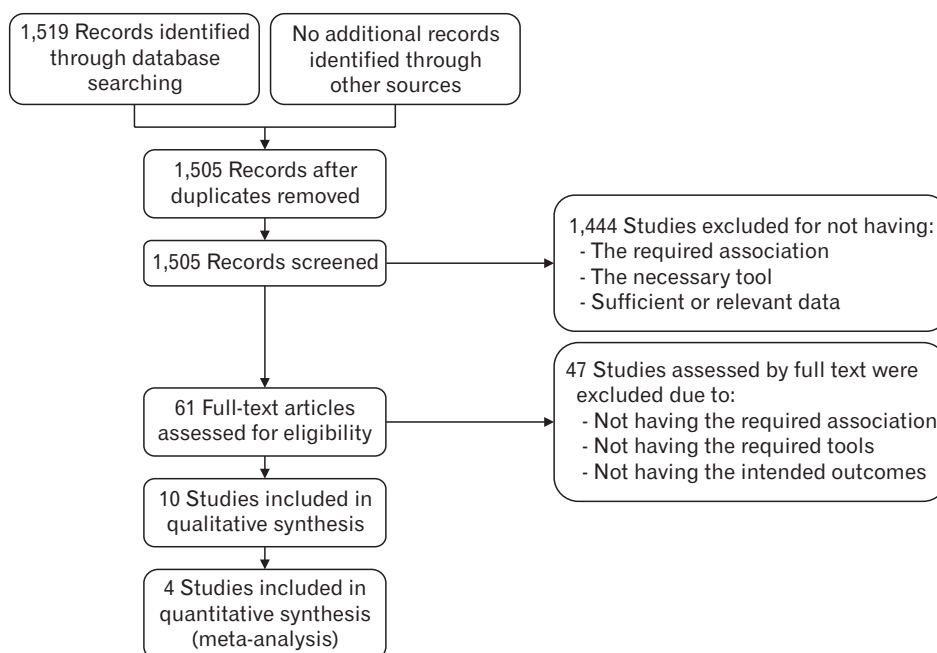 1,519 Records identified
through database
searching
No additional records
identified through
other sources
1,505 Records after
duplicates removed
1,505 Records screened
1,444 Studies excluded for not having:
- The required association
- The necessary tool
- Sufficient or relevant data
61 Full-text articles
assessed for eligibility
47 Studies assessed by full text were
excluded due to:
- Not having the required association
- Not having the required tools
- Not having the intended outcomes
10 Studies included in
qualitative synthesis
4 Studies included in
quantitative synthesis
(meta-analysis)